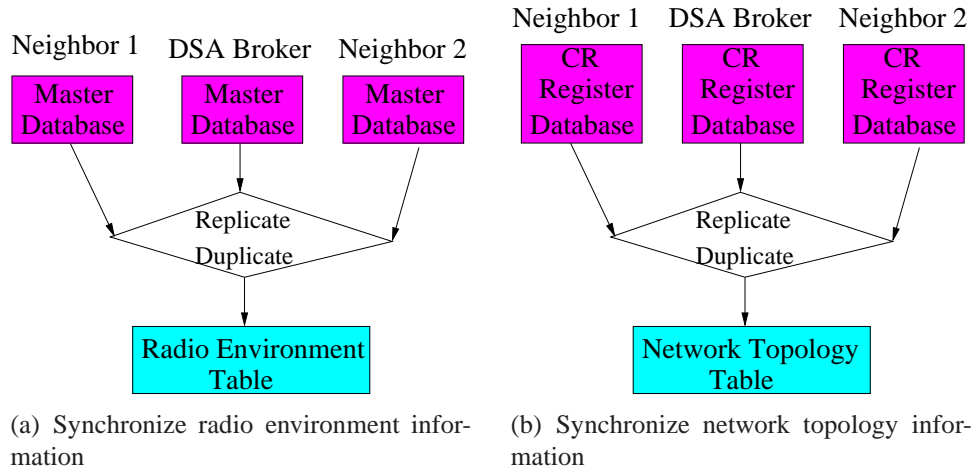 Neighbor 1
DSA Broker
Neighbor 2
Master
Database
Master
Database
Master
Database
Replicate
Duplicate
Radio Environment
Table
(a) Synchronize radio environment infor-
mation
Neighbor 1
DSA Broker
Neighbor 2
CR
Register
Database
CR
Register
Database
CR
Register
Database
Replicate
Duplicate
Network Topology
Table
(b) Synchronize network topology infor-
mation